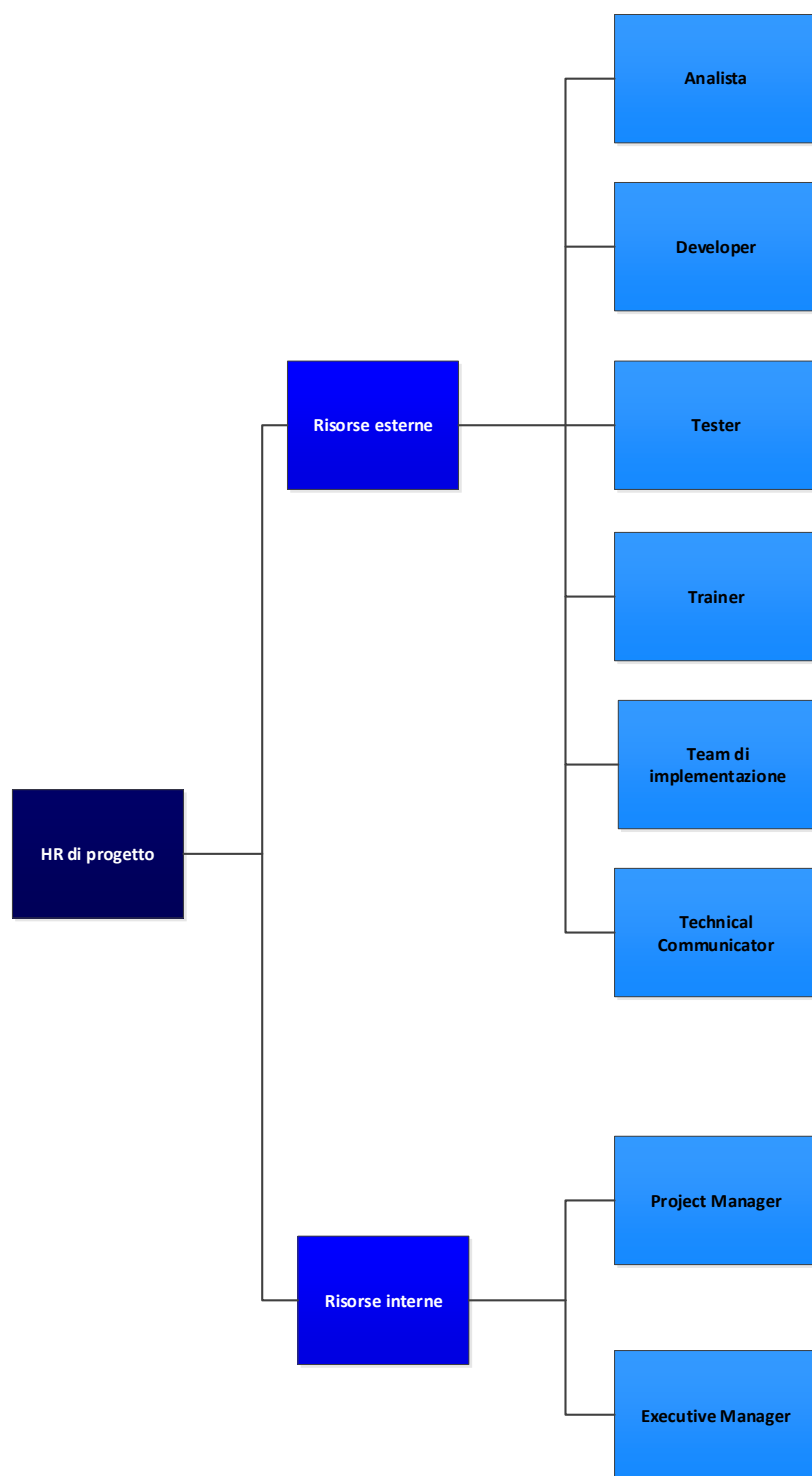 Analista
Developer
Risorse esterne
Tester
Trainer
Team di
implementazione
HR di progetto
Technical
Communicator
Project Manager
Risorse interne
Executive Manager